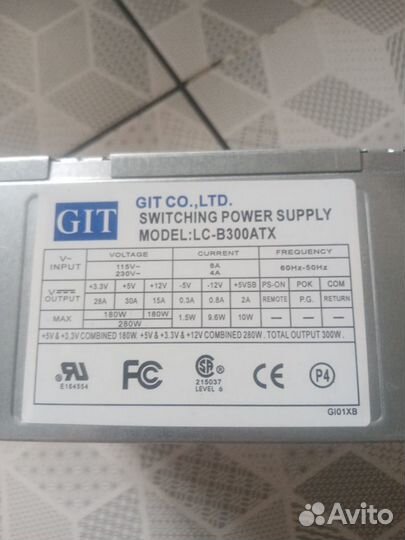 GIT
GIT CO.,LTD.
SWITCHING POWER SUPPLY
MODEL:LC-B300ATX
V~ INPUT VOLTAGE CURRENT FREQUENCY
115V~ 8A 60Hz-50Hz
230V~ 4A
V OUTPUT +3.3V +5V +12V -5V -12V +5VSB PS-ON POK COM
28A 30A 15A 0.3A 0.8A 2A REMOTE P.G. RETURN
MAX 180W 180W 1.5W 9.6W 10W
280W
+5V & +3.3V COMBINED 180W. +5V & +3.3V & +12V COMBINED 280W. TOTAL OUTPUT 300W.
E164554
FC
215037
LEVEL 6
CE
P4
GI01XB
Avito